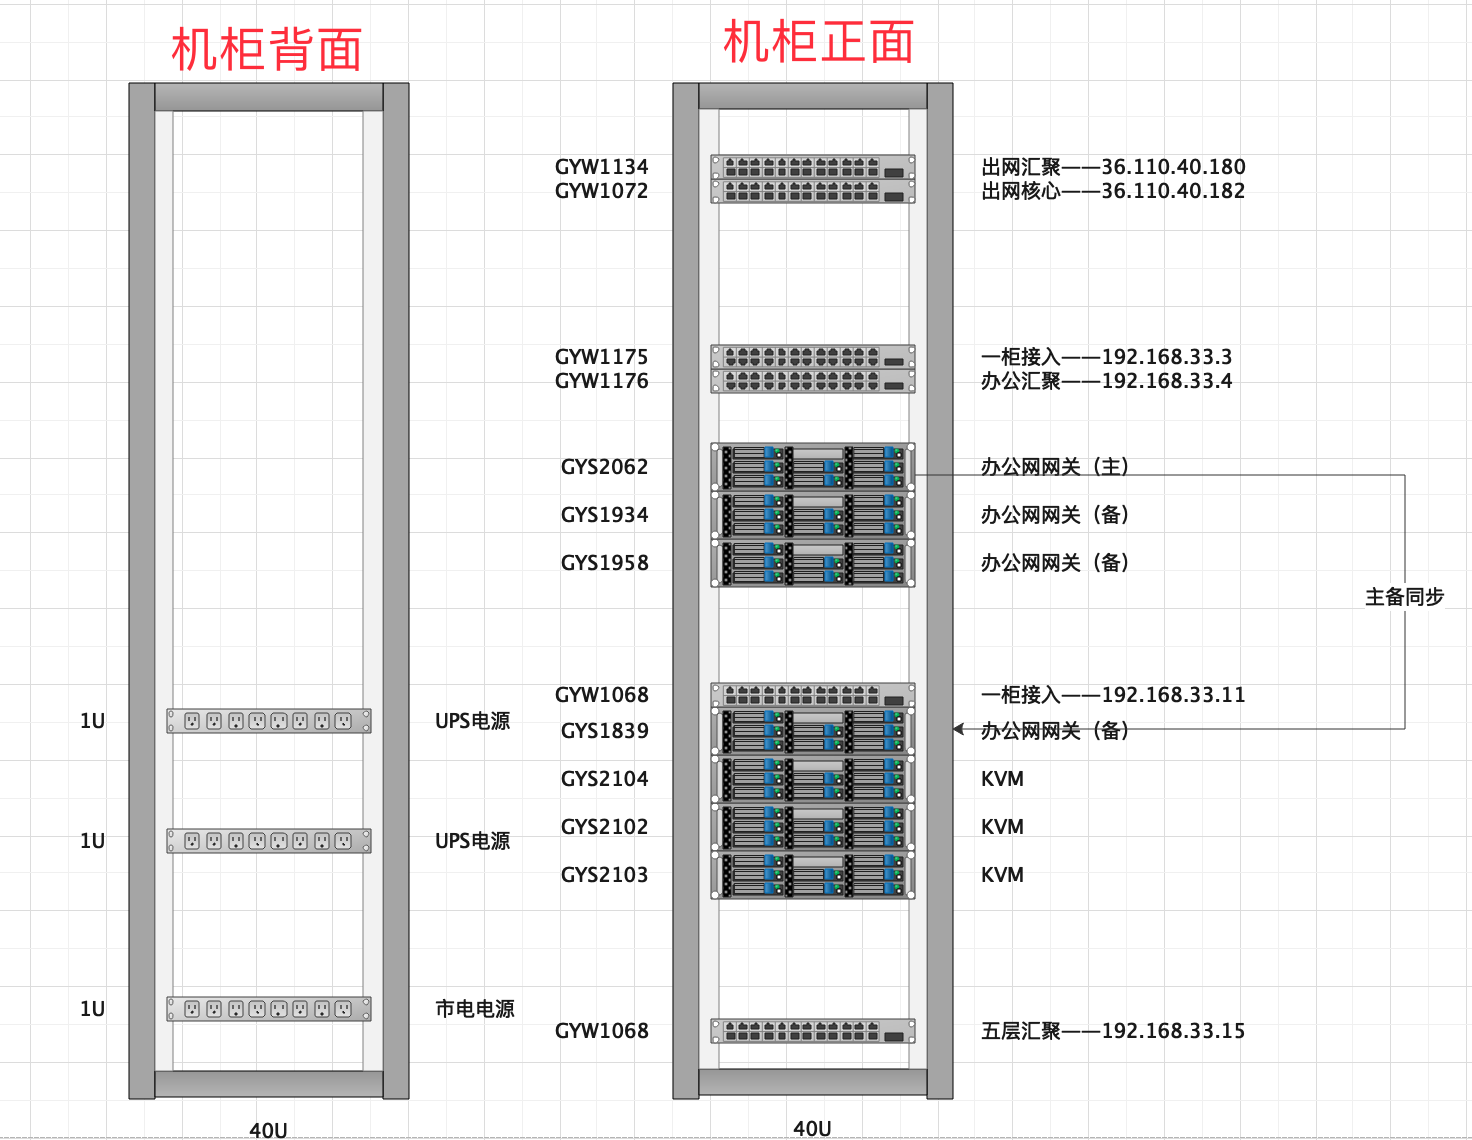 机柜背面
1U UPS电源
1U UPS电源
1U 市电电源
40U
机柜正面
GYW1134 出网汇聚——36.110.40.180
GYW1072 出网核心——36.110.40.182
GYW1175 一柜接入——192.168.33.3
GYW1176 办公汇聚——192.168.33.4
GYS2062 办公网网关（主）
GYS1934 办公网网关（备）
GYS1958 办公网网关（备）
主备同步
GYW1068 一柜接入——192.168.33.11
GYS1839 办公网网关（备）
GYS2104 KVM
GYS2102 KVM
GYS2103 KVM
GYW1068 五层汇聚——192.168.33.15
40U